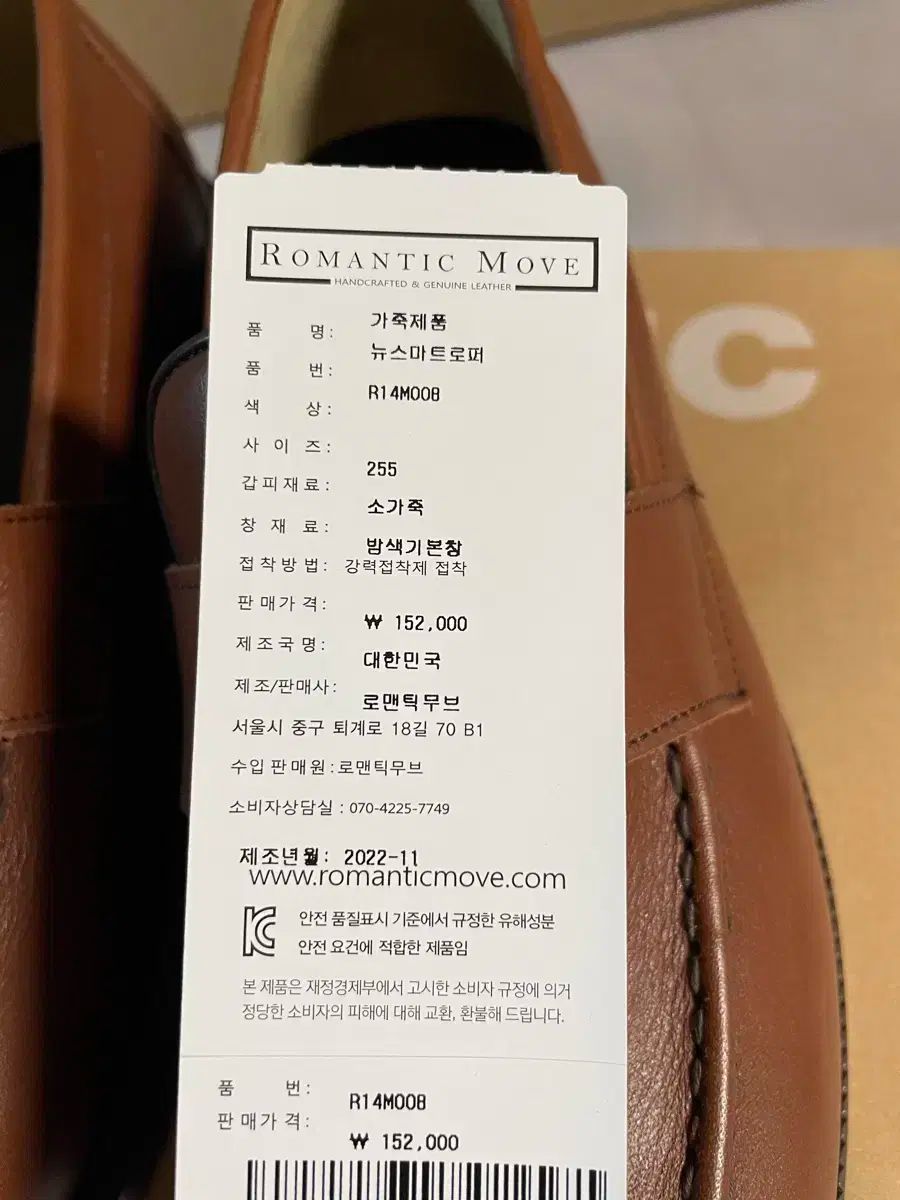 ROMANTIC MOVE
HANDCRAFTED & GENUINE LEATHER
품 명: 가죽제품
품 번: 뉴스마트로퍼
색 상: R14M008
사 이 즈:
갑피재료: 255
창 재 료: 소가죽
밤색기본창
접착방법: 강력접착제 접착
판매가격:
₩ 152,000
제조국명:
대한민국
제조/판매사:
로맨틱무브
서울시 중구 퇴계로 18길 70 B1
수입판매원:로맨틱무브
소비자상담실 : 070-4225-7749
제조년월: 2022-11
www.romanticmove.com
안전 품질표시 기준에서 규정한 유해성분
안전 요건에 적합한 제품임
본 제품은 재정경제부에서 고시한 소비자 규정에 의거
정당한 소비자의 피해에 대해 교환, 환불해 드립니다.
품 번:
R14M008
판매가격:
₩ 152,000
IC